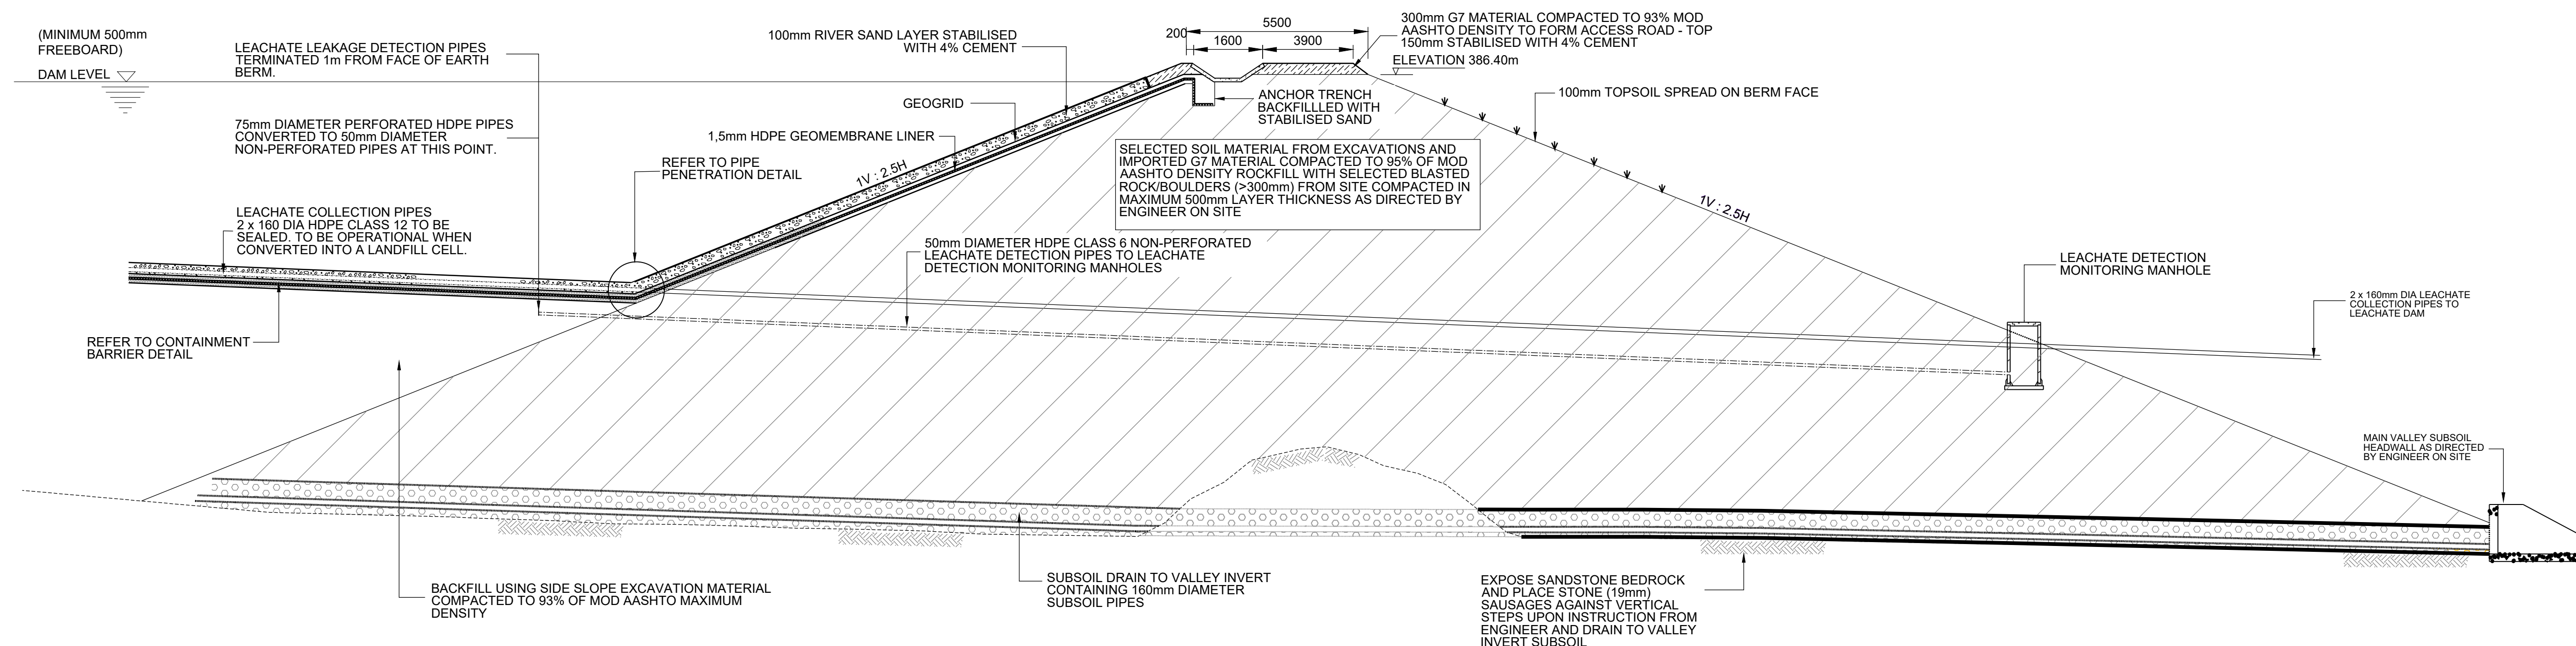 (MINIMUM 500mm
FREEBOARD)
DAM LEVEL
LEACHATE LEAKAGE DETECTION PIPES
TERMINATED 1m FROM FACE OF EARTH
BERM.
75mm DIAMETER PERFORATED HDPE PIPES
CONVERTED TO 50mm DIAMETER
NON-PERFORATED PIPES AT THIS POINT.
LEACHATE COLLECTION PIPES
2 x 160 DIA HDPE CLASS 12 TO BE
SEALED. TO BE OPERATIONAL WHEN
CONVERTED INTO A LANDFILL CELL.
REFER TO CONTAINMENT
BARRIER DETAIL
100mm RIVER SAND LAYER STABILISED
WITH 4% CEMENT
GEOGRID
1,5mm HDPE GEOMEMBRANE LINER
REFER TO PIPE
PENETRATION DETAIL
1V : 2.5H
5500
200
1600
3900
300mm G7 MATERIAL COMPACTED TO 93% MOD
AASHTO DENSITY TO FORM ACCESS ROAD - TOP
150mm STABILISED WITH 4% CEMENT
ELEVATION 386.40m
ANCHOR TRENCH
BACKFILLLED WITH
STABILISED SAND
100mm TOPSOIL SPREAD ON BERM FACE
SELECTED SOIL MATERIAL FROM EXCAVATIONS AND
IMPORTED G7 MATERIAL COMPACTED TO 95% OF MOD
AASHTO DENSITY ROCKFILL WITH SELECTED BLASTED
ROCK/BOULDERS (>300mm) FROM SITE COMPACTED IN
MAXIMUM 500mm LAYER THICKNESS AS DIRECTED BY
ENGINEER ON SITE
1V : 2.5H
50mm DIAMETER HDPE CLASS 6 NON-PERFORATED
LEACHATE DETECTION PIPES TO LEACHATE
DETECTION MONITORING MANHOLES
LEACHATE DETECTION
MONITORING MANHOLE
2 x 160mm DIA LEACHATE
COLLECTION PIPES TO
LEACHATE DAM
MAIN VALLEY SUBSOIL
HEADWALL AS DIRECTED
BY ENGINEER ON SITE
BACKFILL USING SIDE SLOPE EXCAVATION MATERIAL
COMPACTED TO 93% OF MOD AASHTO MAXIMUM
DENSITY
SUBSOIL DRAIN TO VALLEY INVERT
CONTAINING 160mm DIAMETER
SUBSOIL PIPES
EXPOSE SANDSTONE BEDROCK
AND PLACE STONE (19mm)
SAUSAGES AGAINST VERTICAL
STEPS UPON INSTRUCTION FROM
ENGINEER AND DRAIN TO VALLEY
INVERT SUBSOIL